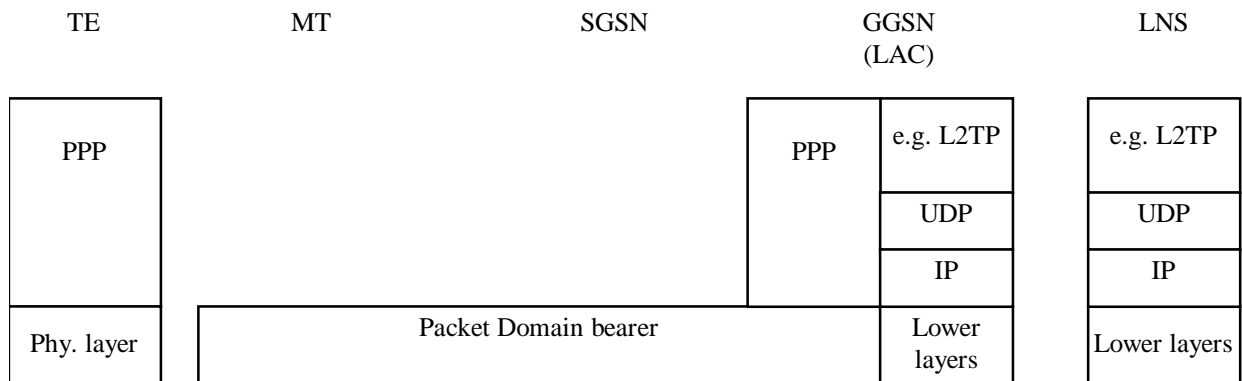 TE MT SGSN GGSN LNS
(LAC)
PPP PPP e.g. L2TP e.g. L2TP
UDP UDP
IP IP
Phy. layer Packet Domain bearer Lower Lower layers
layers